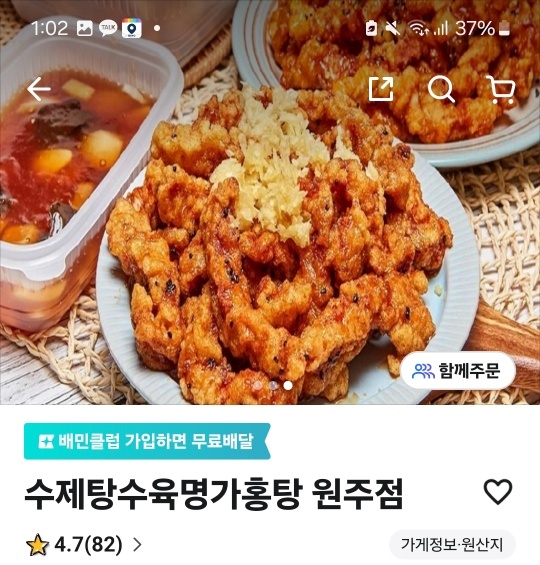 1:02 TALK 37%
함께주문
배민클럽 가입하면 무료배달
수제탕수육명가홍탕 원주점
4.7(82)
가게정보·원산지